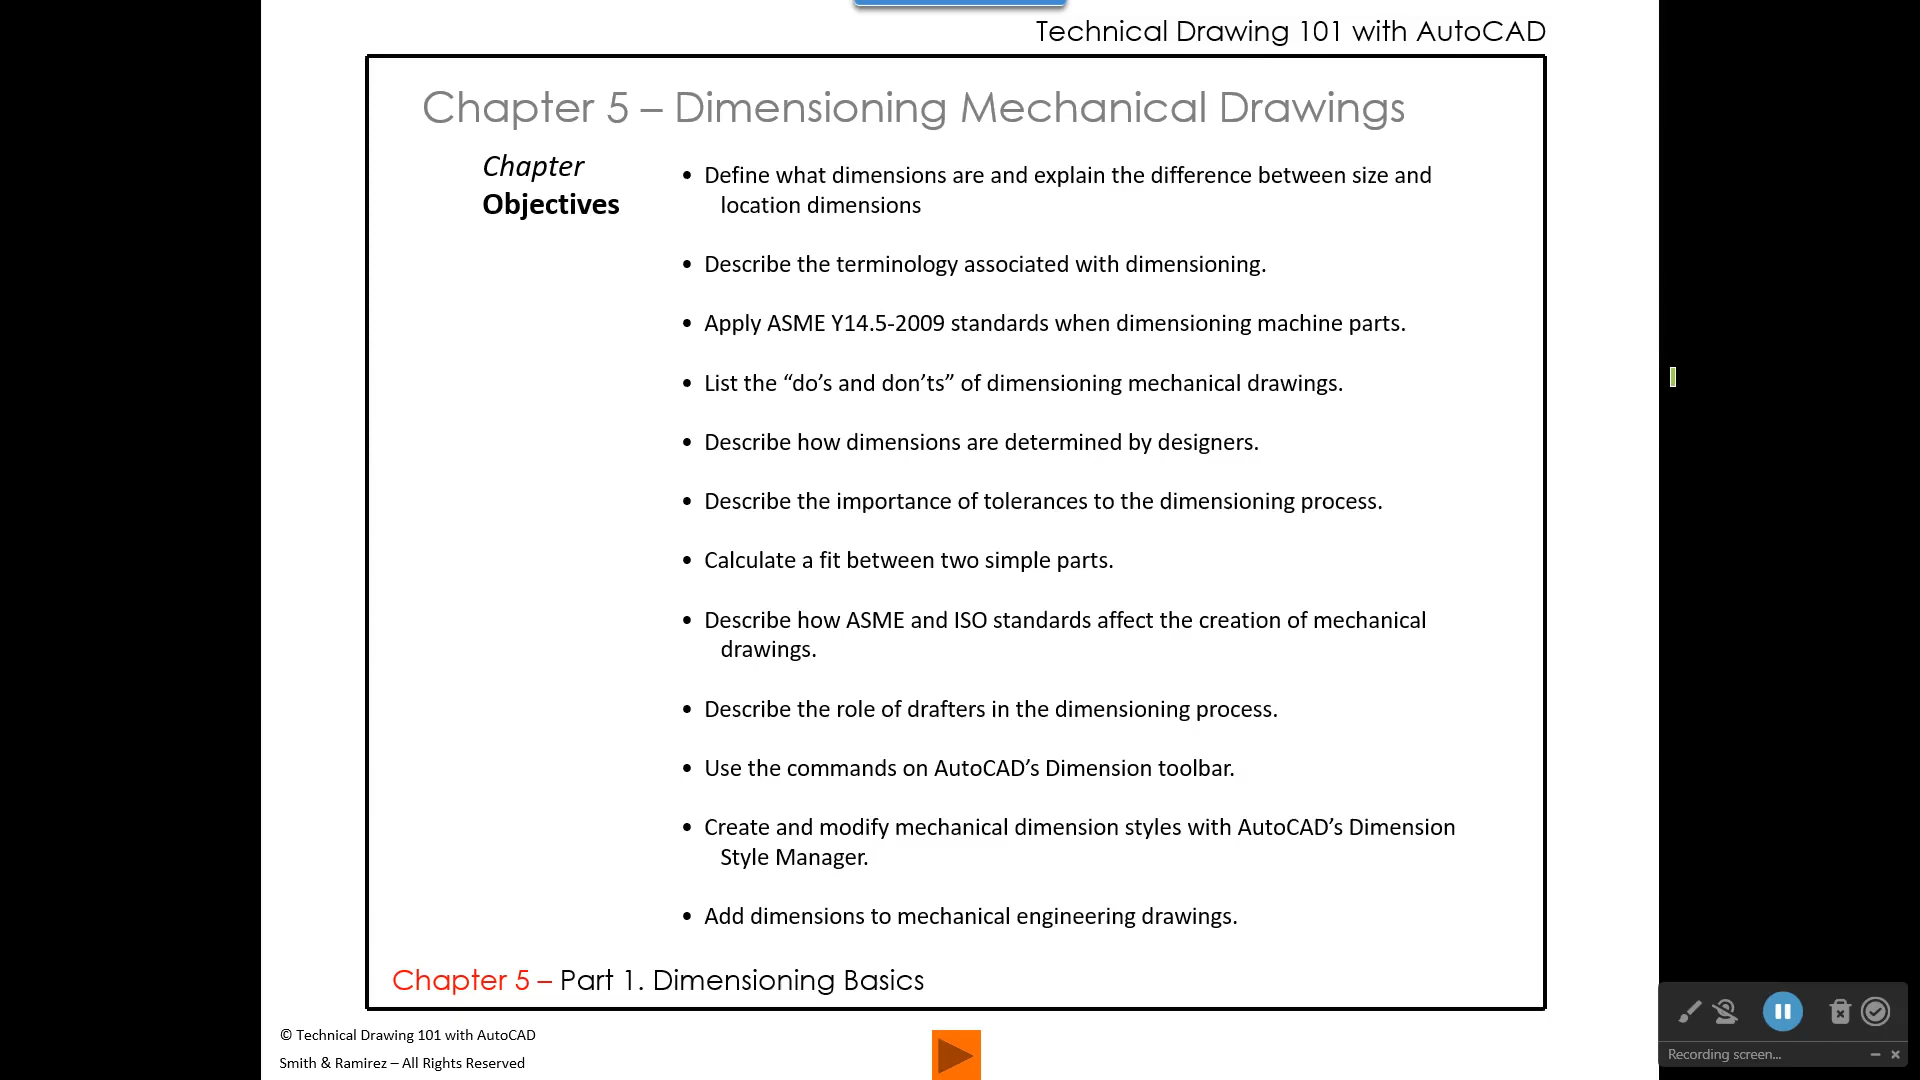 Technical Drawing 101 with AutoCAD
Chapter 5 – Dimensioning Mechanical Drawings
Chapter
Objectives
• Define what dimensions are and explain the difference between size and
location dimensions
• Describe the terminology associated with dimensioning.
• Apply ASME Y14.5-2009 standards when dimensioning machine parts.
• List the “do’s and don’ts” of dimensioning mechanical drawings.
• Describe how dimensions are determined by designers.
• Describe the importance of tolerances to the dimensioning process.
• Calculate a fit between two simple parts.
• Describe how ASME and ISO standards affect the creation of mechanical
drawings.
• Describe the role of drafters in the dimensioning process.
• Use the commands on AutoCAD’s Dimension toolbar.
• Create and modify mechanical dimension styles with AutoCAD’s Dimension
Style Manager.
• Add dimensions to mechanical engineering drawings.
Chapter 5 – Part 1. Dimensioning Basics
© Technical Drawing 101 with AutoCAD
Smith & Ramirez – All Rights Reserved
Recording screen...